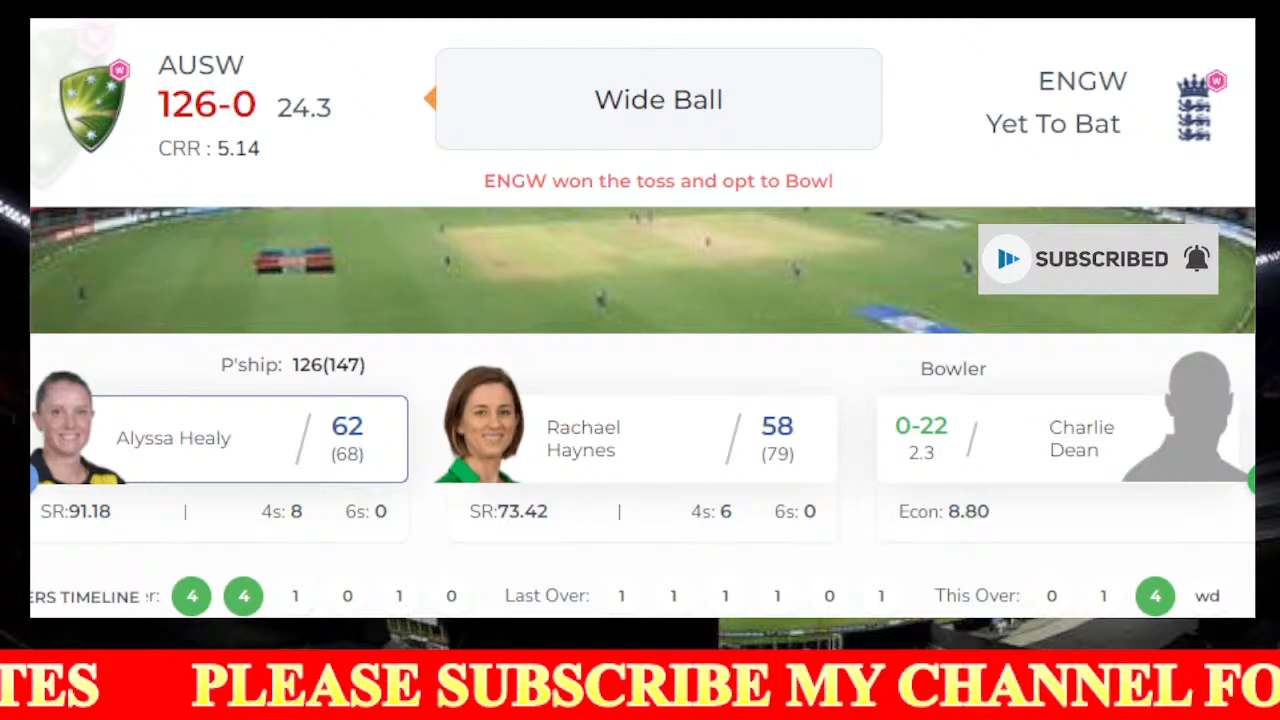 AUSW
126-0 24.3
CRR : 5.14
W
Wide Ball
ENGW won the toss and opt to Bowl
ENGW
Yet To Bat
W
SUBSCRIBED
P'ship: 126(147)
Alyssa Healy / 62
(68)
SR:91.18 | 4s: 8 6s: 0
Rachael
Haynes / 58
(79)
SR:73.42 | 4s: 6 6s: 0
Bowler
0-22
2.3 / Charlie
Dean
Econ: 8.80
ERS TIMELINE r: 4 4 1 0 1 0 Last Over: 1 1 1 1 0 1 This Over: 0 1 4 wd
TES PLEASE SUBSCRIBE MY CHANNEL FO